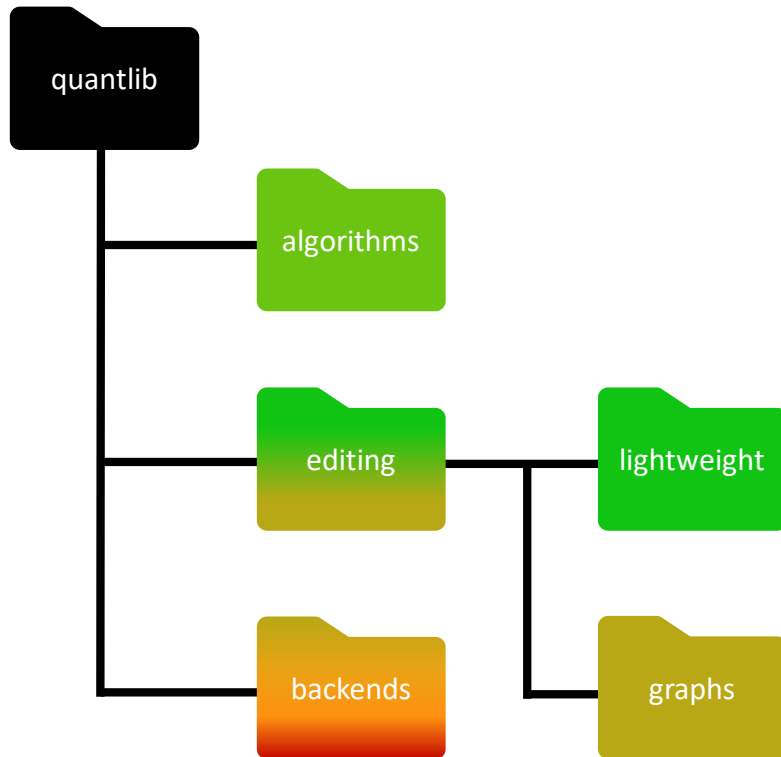 quantlib
algorithms
editing
lightweight
backends
graphs